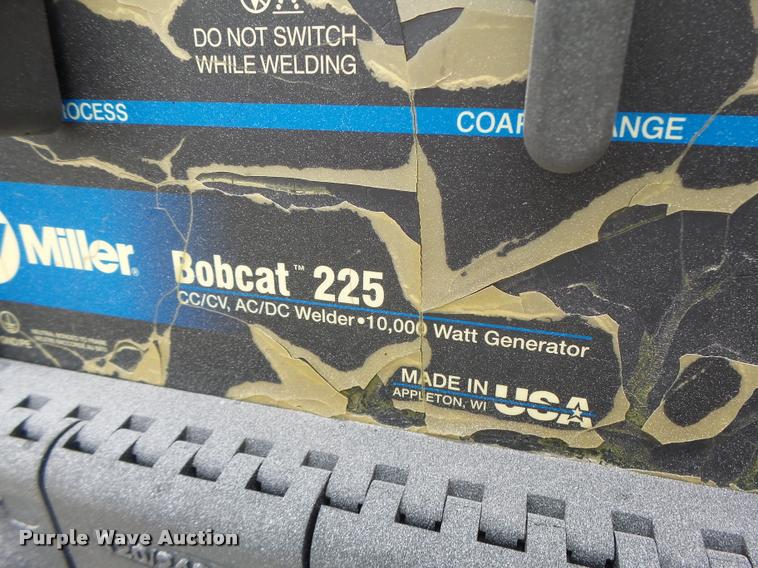 DO NOT SWITCH
WHILE WELDING
ROCESS
COAR ANGE
Miller®
Bobcat™ 225
CC/CV, AC/DC Welder•10,000 Watt Generator
MADE IN USA
APPLETON, WI
Purple Wave Auction